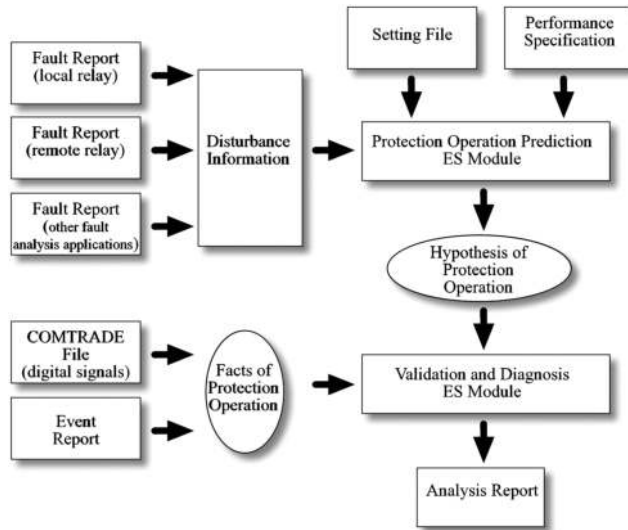 Fault Report
(local relay)
Fault Report
(remote relay)
Fault Report
(other fault
analysis applications)
Disturbance
Information
Setting File
Performance
Specification
Protection Operation Prediction
ES Module
Hypothesis of
Protection
Operation
COMTRADE
File
(digital signals)
Event
Report
Facts of
Protection
Operation
Validation and Diagnosis
ES Module
Analysis Report